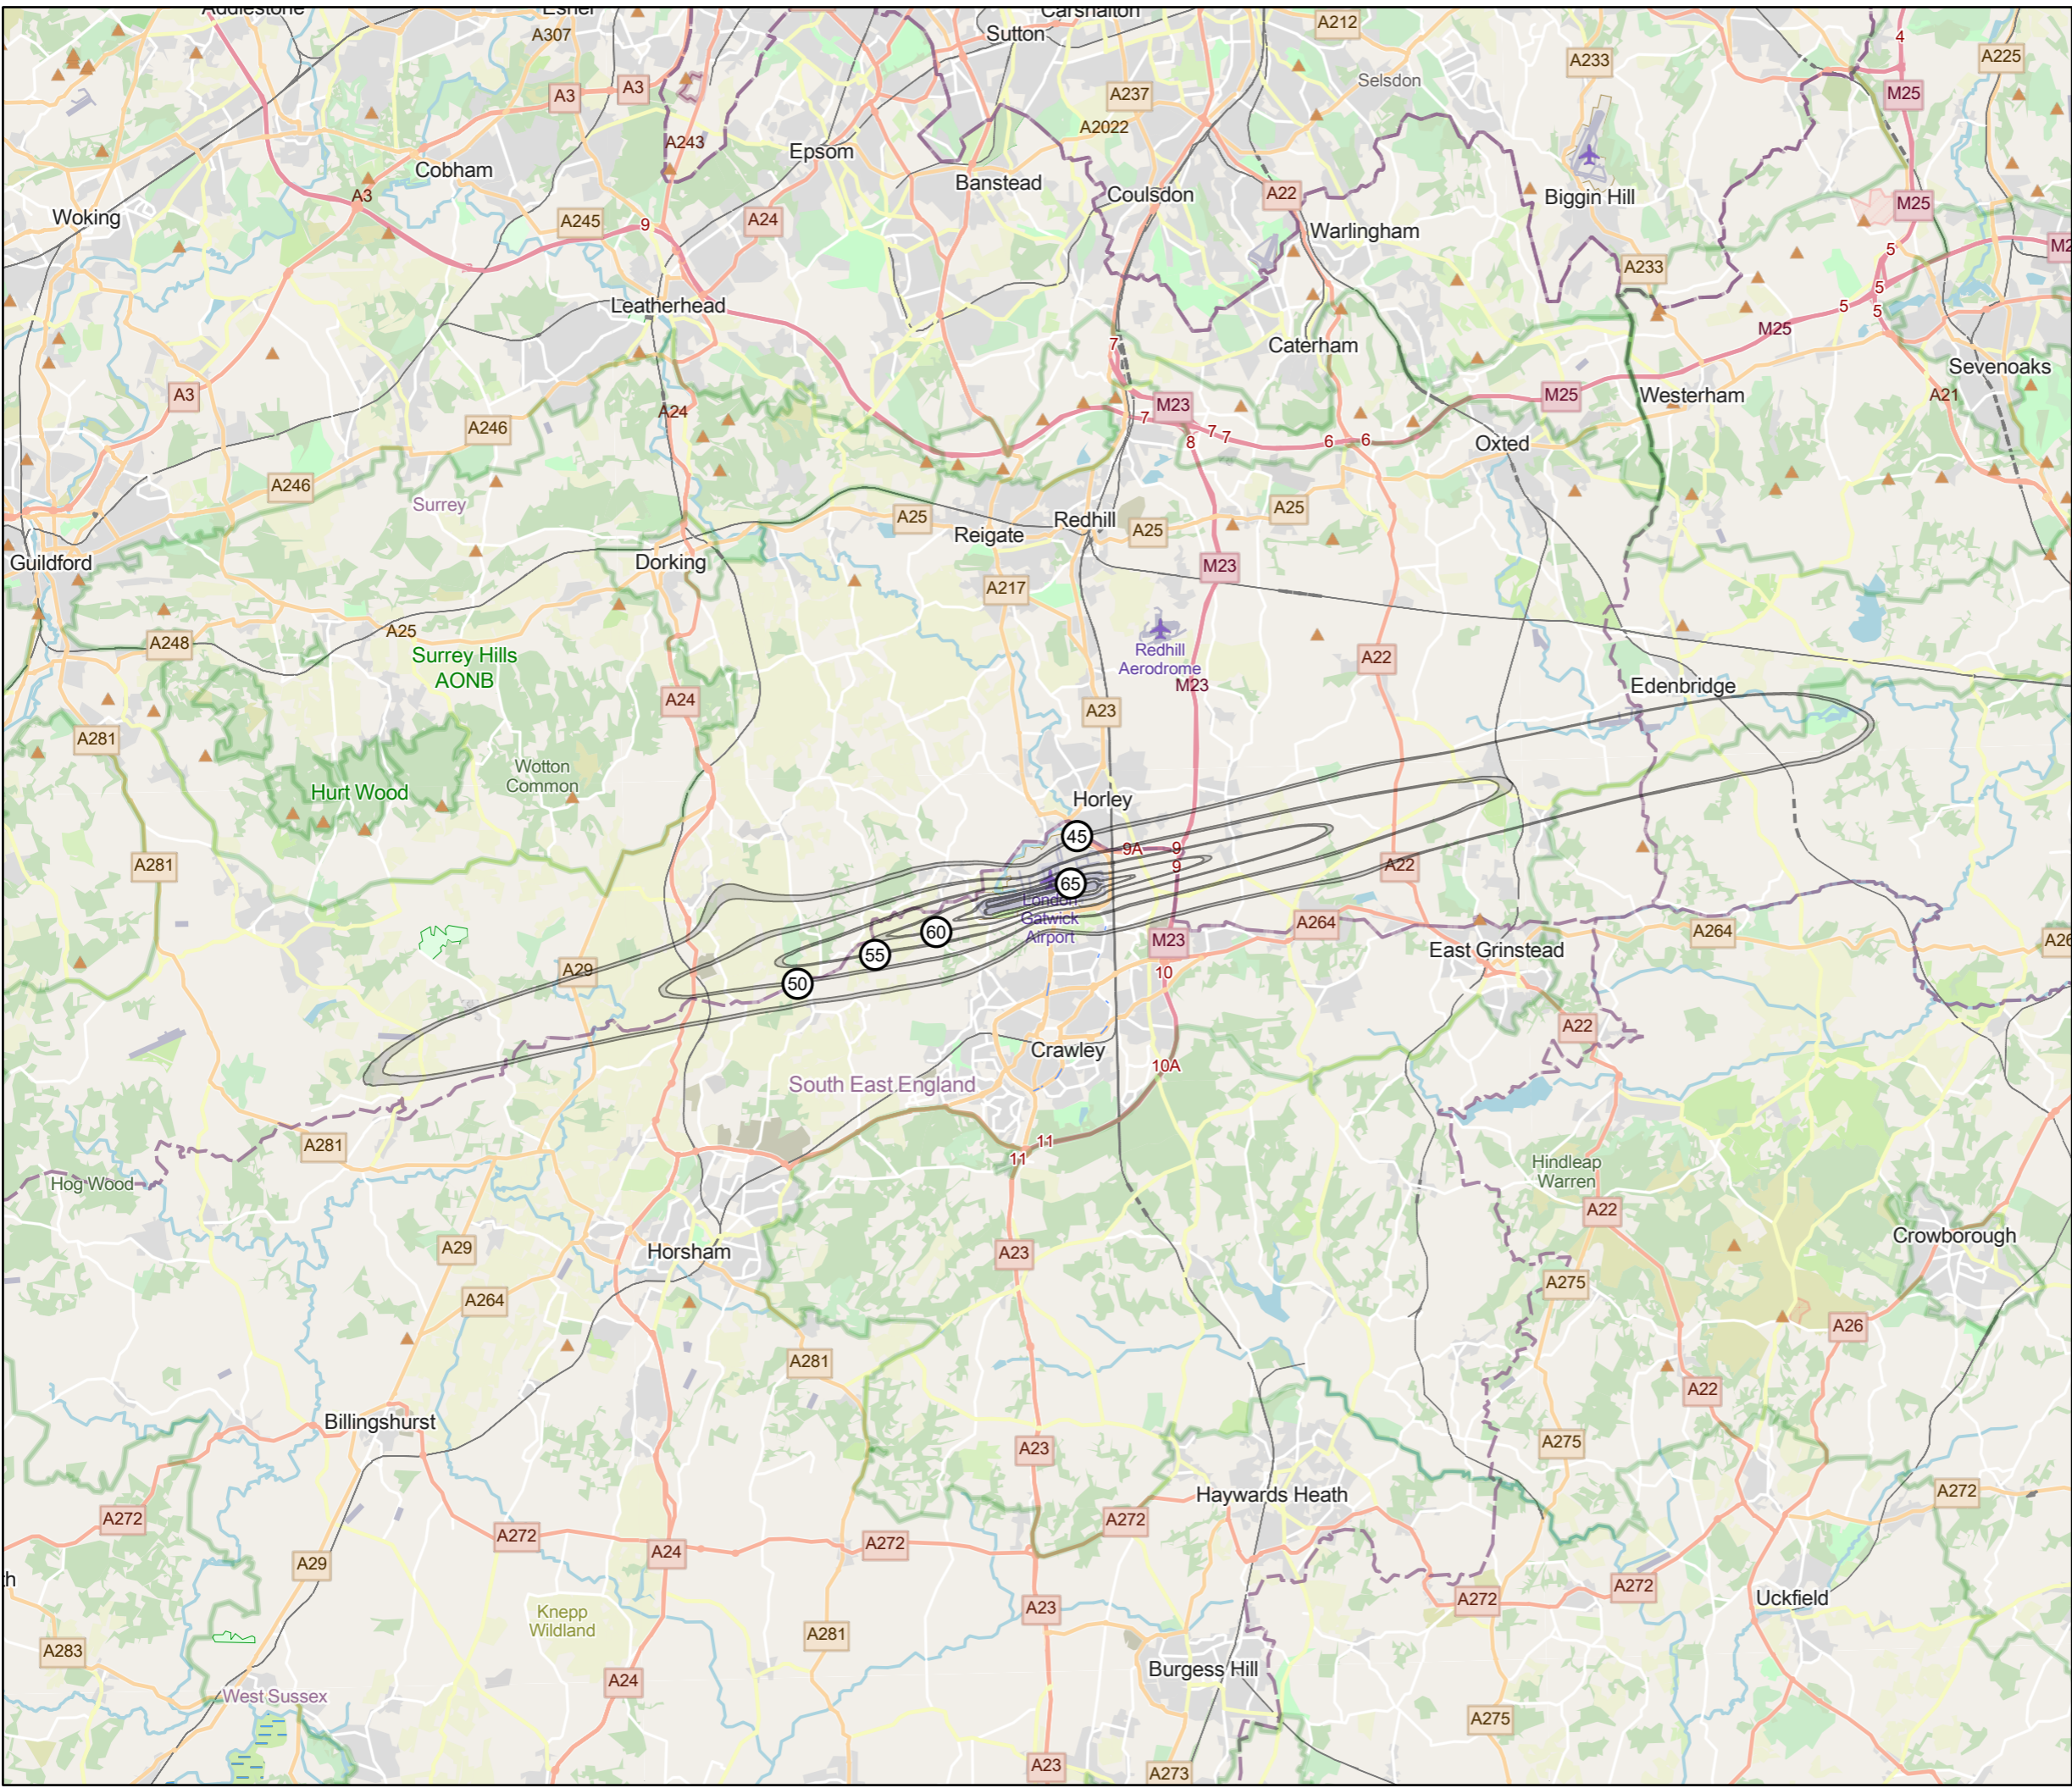 Addlestone
Esher
Carshalton
A307
Sutton
A212
4
A233
A225
Selsdon
A3
A3
A237
M25
A2022
A243
Epsom
Cobham
Banstead
Coulsdon
A22
Biggin Hill
A3
M25
Woking
A245
9
A24
Warlingham
5
M2
A233
5
Leatherhead
5
5
M25
7
Caterham
Sevenoaks
A3
M25
Westerham
A21
A24
M23
7
A246
7
7
8
6
6
Oxted
A246
Surrey
A25
A25
Redhill
A25
Reigate
Guildford
Dorking
M23
A217
A25
A248
Redhill
Aerodrome
Surrey Hills
AONB
A22
M23
Edenbridge
A24
A23
A281
Wotton
Common
Hurt Wood
Horley
45
9A
9
9
A281
A22
65
London
Gatwick
Airport
60
A264
A264
M23
A26
55
East Grinstead
A29
10
50
A22
Crawley
10A
South East England
11
A281
11
Hindleap
Warren
Hog Wood
A22
A29
Horsham
A23
Crowborough
A275
A264
A26
A281
A22
Billingshurst
A275
A23
Haywards Heath
A272
A272
A272
A272
A272
A24
A29
th
A272
A272
Uckfield
Knepp
Wildland
A23
A281
A283
Burgess Hill
A24
West Sussex
A275
A23
A273